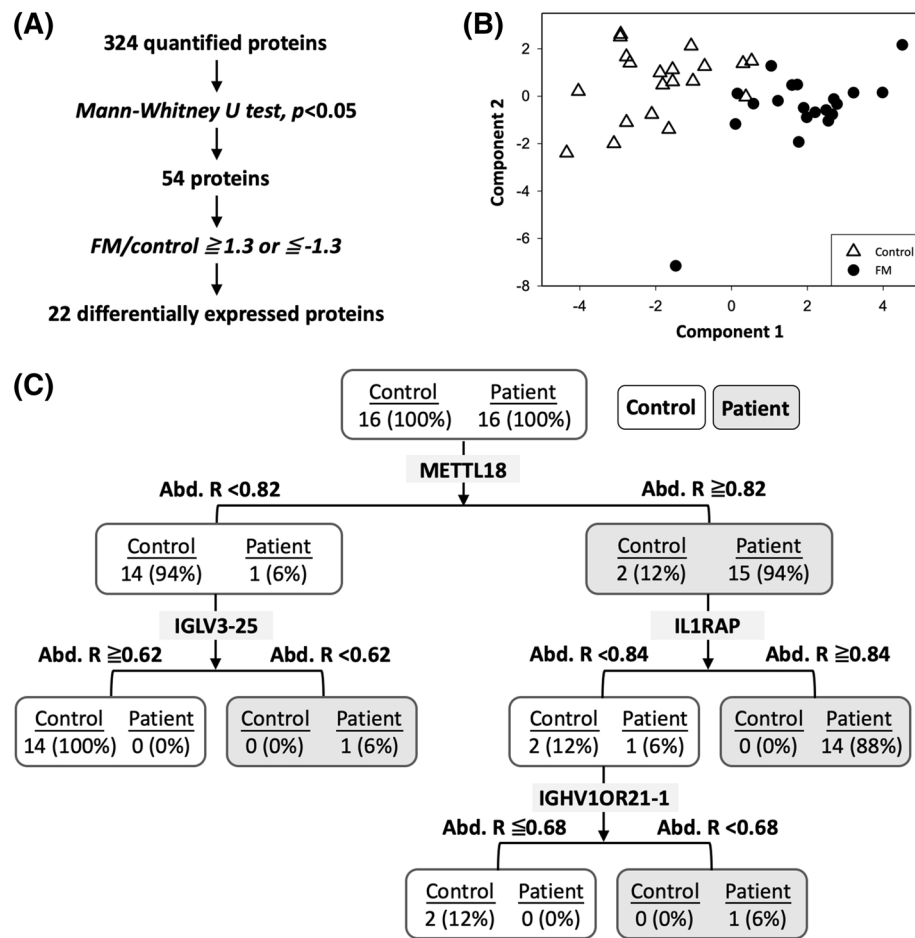 (A)
324 quantified proteins
Mann-Whitney U test, p<0.05
54 proteins
FM/control ≧1.3 or ≦-1.3
22 differentially expressed proteins
(B)
Component 2
2
0
-2
-4
-6
-8
-4 -2 0 2 4
Component 1
Control
FM
(C)
Control Patient
16 (100%) 16 (100%)
Control Patient
METTL18
Abd. R <0.82 Abd. R ≧0.82
Control Patient
14 (94%) 1 (6%)
Control Patient
2 (12%) 15 (94%)
IGLV3-25 IL1RAP
Abd. R ≧0.62 Abd. R <0.62 Abd. R <0.84 Abd. R ≧0.84
Control Patient
14 (100%) 0 (0%)
Control Patient
0 (0%) 1 (6%)
Control Patient
2 (12%) 1 (6%)
Control Patient
0 (0%) 14 (88%)
IGHV1OR21-1
Abd. R ≦0.68 Abd. R <0.68
Control Patient
2 (12%) 0 (0%)
Control Patient
0 (0%) 1 (6%)